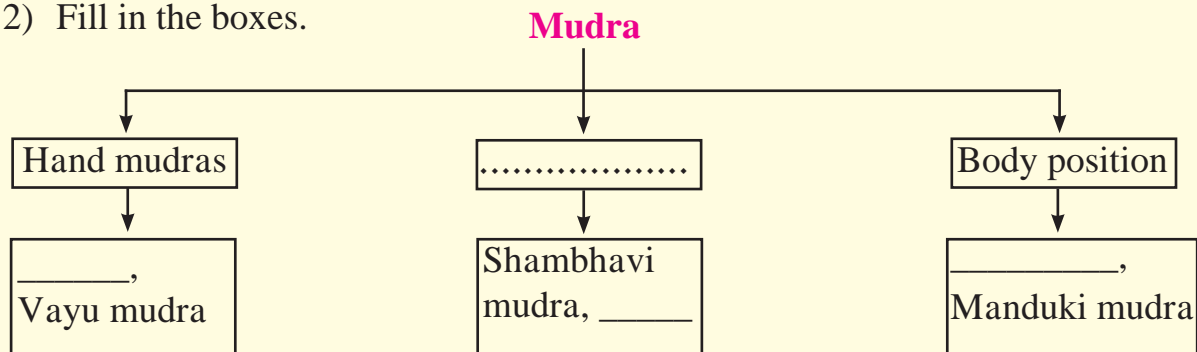 2) Fill in the boxes.
Mudra
Hand mudras
...................
Body position
______,
Vayu mudra
Shambhavi
mudra, _____
_________,
Manduki mudra